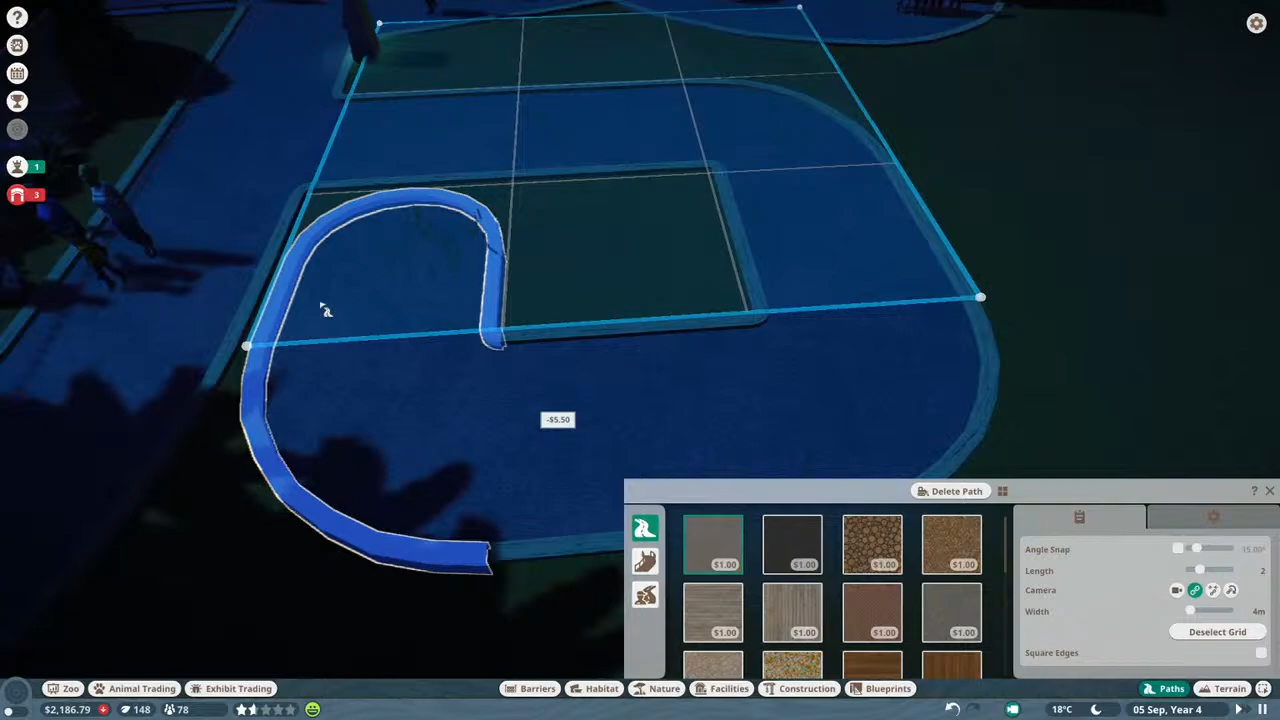 ?
1
3
-$5.50
Delete Path
?
$1.00 $1.00 $1.00 $1.00
$1.00 $1.00 $1.00 $1.00
Angle Snap 15.00°
Length 2
Camera
Width 4m
Deselect Grid
Square Edges
Zoo Animal Trading Exhibit Trading Barriers Habitat Nature Facilities Construction Blueprints Paths Terrain
$2,186.79 148 78 18°C 05 Sep, Year 4